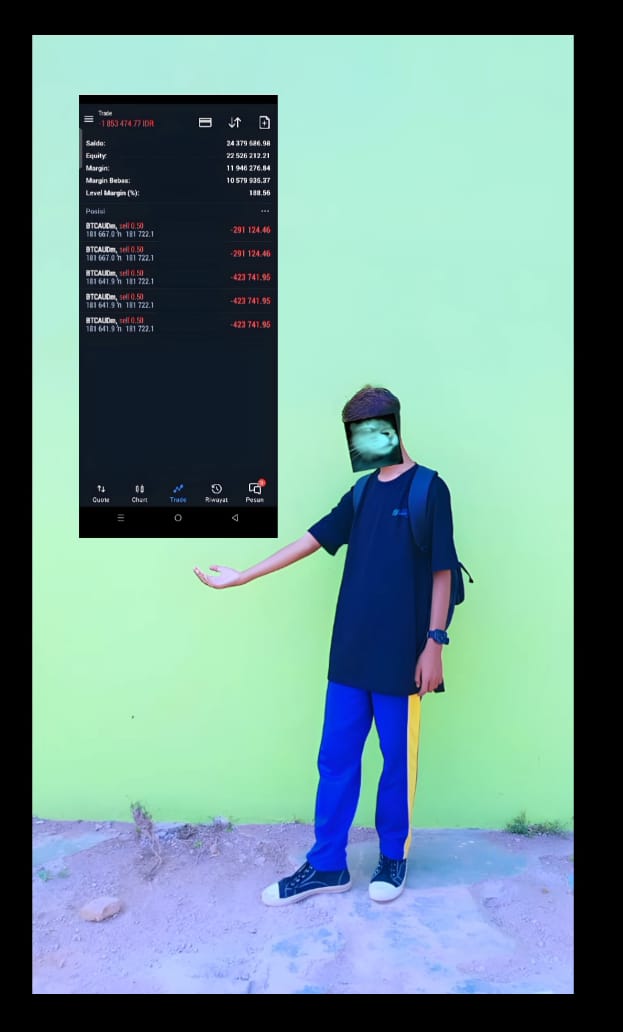 Trade
-1 853 474.77 IDR
Saldo: 24 379 686.98
Equity: 22 526 212.21
Margin: 11 946 276.84
Margin Bebas: 10 579 935.37
Level Margin (%): 188.56
Posisi
BTCAUDm, sell 0.50
181 667.0 181 722.1 -291 124.46
BTCAUDm, sell 0.50
181 667.0 181 722.1 -291 124.46
BTCAUDm, sell 0.50
181 641.9 181 722.1 -423 741.95
BTCAUDm, sell 0.50
181 641.9 181 722.1 -423 741.95
BTCAUDm, sell 0.50
181 641.9 181 722.1 -423 741.95
Quote Chart Trade Riwayat Pesan